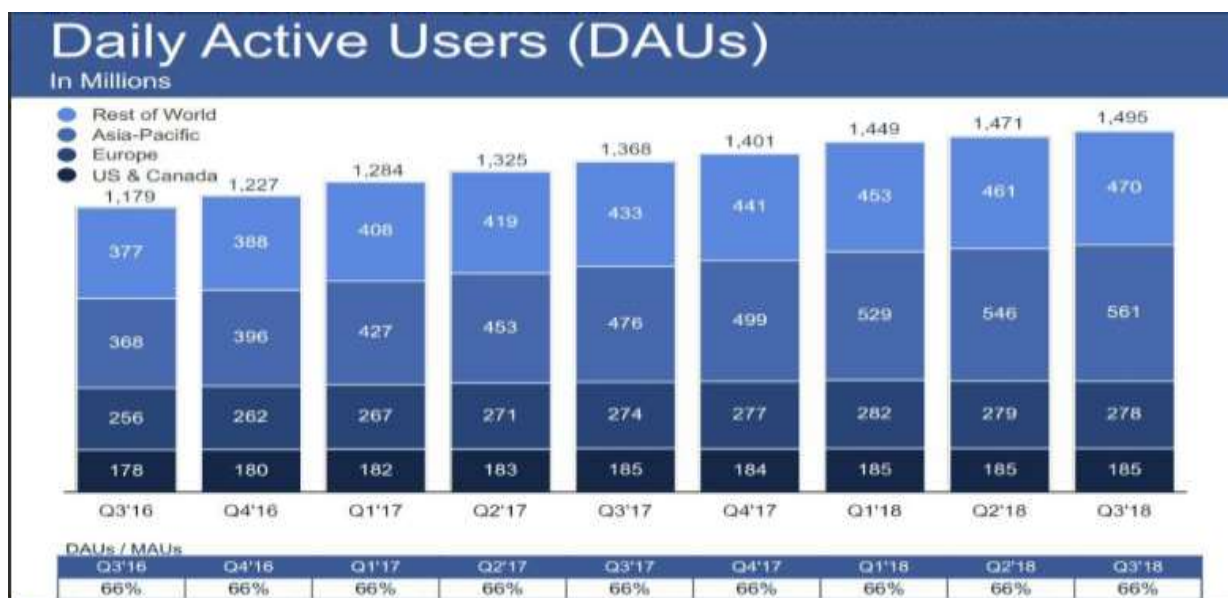 Daily Active Users (DAUs)
In Millions
Rest of World
Asia-Pacific
Europe
US & Canada
1,179 1,227 1,284 1,325 1,368 1,401 1,449 1,471 1,495
377 388 408 419 433 441 453 461 470
368 396 427 453 476 499 529 546 561
256 262 267 271 274 277 282 279 278
178 180 182 183 185 184 185 185 185
Q3'16 Q4'16 Q1'17 Q2'17 Q3'17 Q4'17 Q1'18 Q2'18 Q3'18
DAUs / MAUs
Q3'16 Q4'16 Q1'17 Q2'17 Q3'17 Q4'17 Q1'18 Q2'18 Q3'18
66% 66% 66% 66% 66% 66% 66% 66% 66%